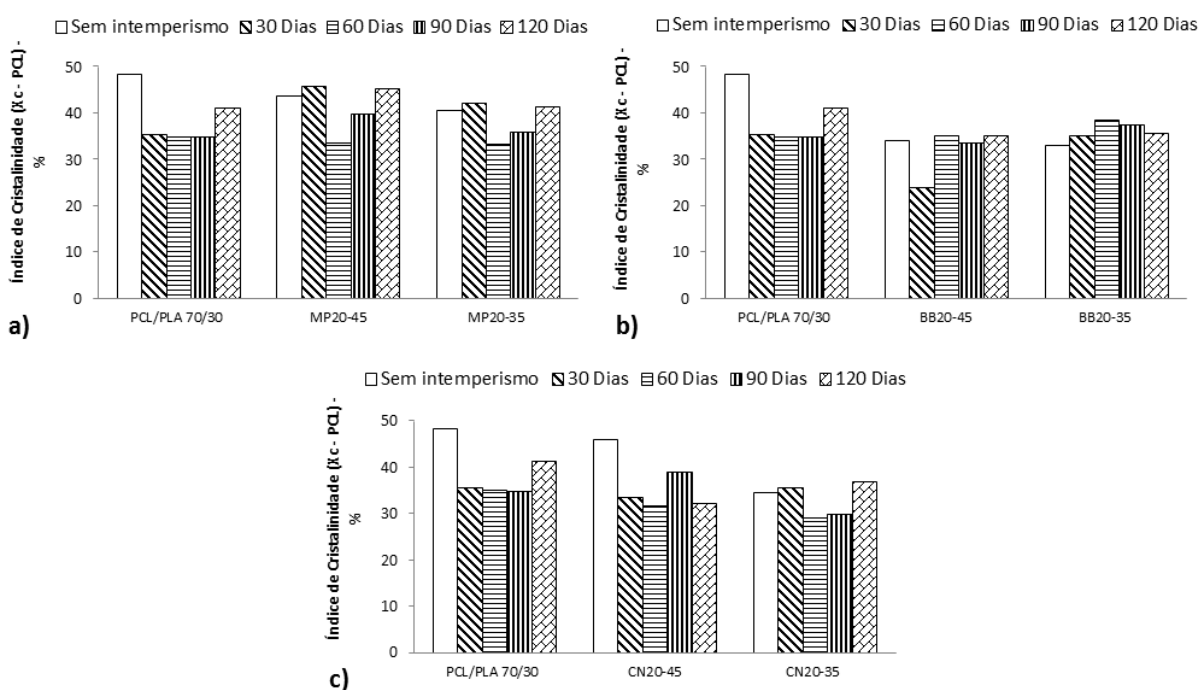 Sem intemperismo 30 Dias 60 Dias 90 Dias 120 Dias
Índice de Cristalinidade (Xc - PCL) -
%
50
40
30
20
10
0
PCL/PLA 70/30 MP20-45 MP20-35
a)
Sem intemperismo 30 Dias 60 Dias 90 Dias 120 Dias
Índice de Cristalinidade (Xc - PCL) -
%
50
40
30
20
10
0
PCL/PLA 70/30 BB20-45 BB20-35
b)
Sem intemperismo 30 Dias 60 Dias 90 Dias 120 Dias
Índice de Cristalinidade (Xc - PCL) -
%
50
40
30
20
10
0
PCL/PLA 70/30 CN20-45 CN20-35
c)